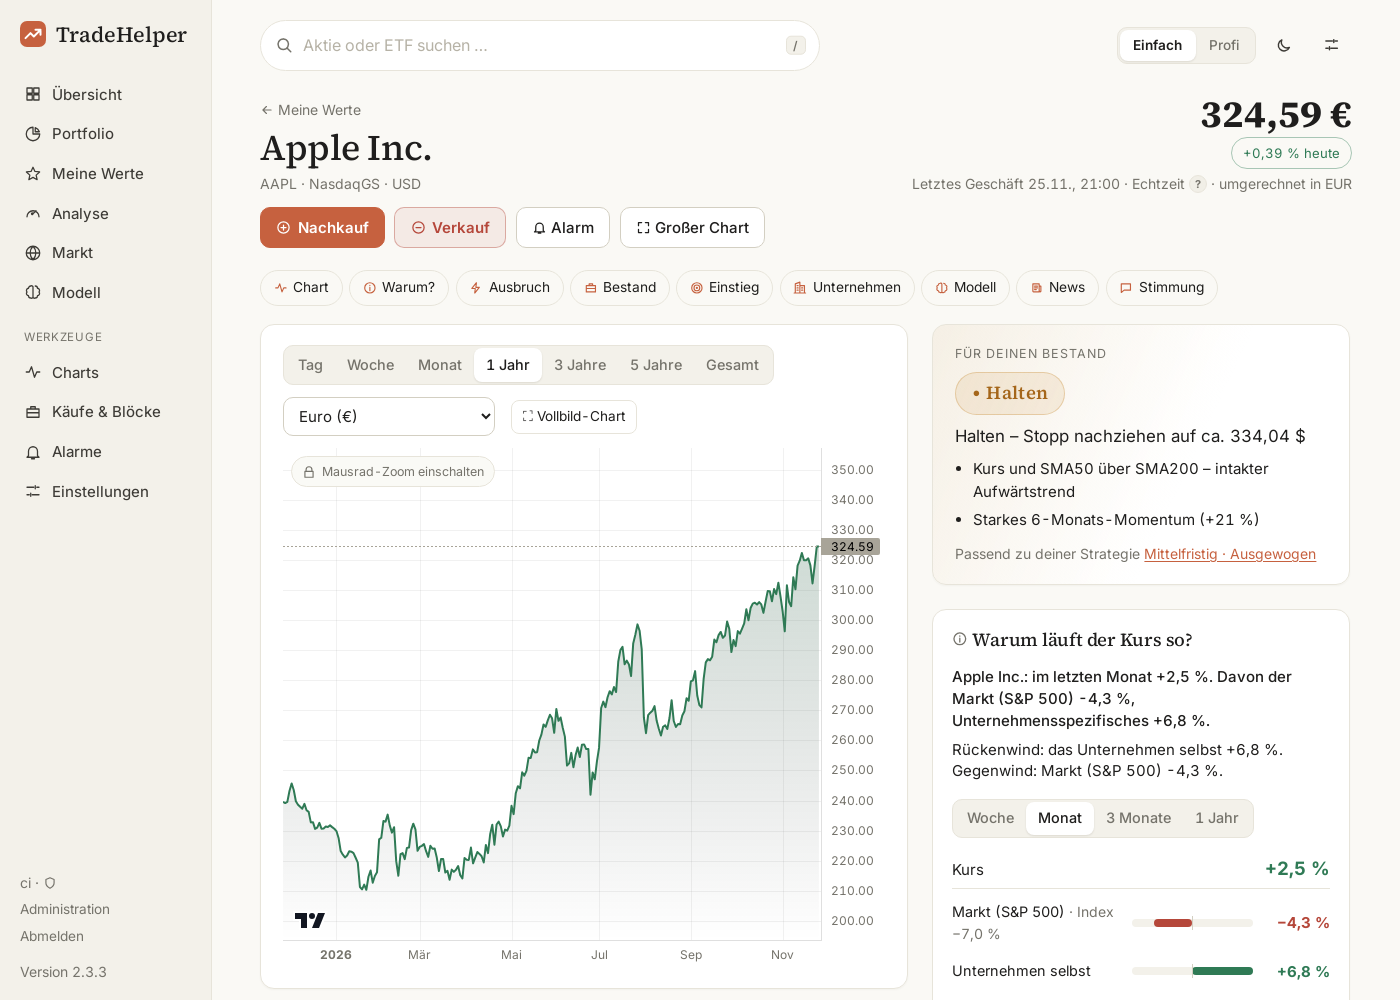 TradeHelper
Übersicht
Portfolio
Meine Werte
Analyse
Markt
Modell
WERKZEUGE
Charts
Käufe & Blöcke
Alarme
Einstellungen
ci ·
Administration
Abmelden
Version 2.3.3
Aktie oder ETF suchen …
/
Einfach Profi
← Meine Werte
Apple Inc.
AAPL · NasdaqGS · USD
324,59 €
+0,39 % heute
Letztes Geschäft 25.11., 21:00 · Echtzeit ? · umgerechnet in EUR
Nachkauf Verkauf Alarm Großer Chart
Chart Warum? Ausbruch Bestand Einstieg Unternehmen Modell News Stimmung
Tag Woche Monat 1 Jahr 3 Jahre 5 Jahre Gesamt
Euro (€) Vollbild-Chart
Mausrad-Zoom einschalten
350.00
340.00
330.00
324.59
320.00
310.00
300.00
290.00
280.00
270.00
260.00
250.00
240.00
230.00
220.00
210.00
200.00
2026 Mär Mai Jul Sep Nov
FÜR DEINEN BESTAND
• Halten
Halten – Stopp nachziehen auf ca. 334,04 $
• Kurs und SMA50 über SMA200 – intakter
Aufwärtstrend
• Starkes 6-Monats-Momentum (+21 %)
Passend zu deiner Strategie Mittelfristig · Ausgewogen
Warum läuft der Kurs so?
Apple Inc.: im letzten Monat +2,5 %. Davon der
Markt (S&P 500) -4,3 %,
Unternehmensspezifisches +6,8 %.
Rückenwind: das Unternehmen selbst +6,8 %.
Gegenwind: Markt (S&P 500) -4,3 %.
Woche Monat 3 Monate 1 Jahr
Kurs +2,5 %
Markt (S&P 500) · Index
−7,0 %
−4,3 %
Unternehmen selbst +6,8 %